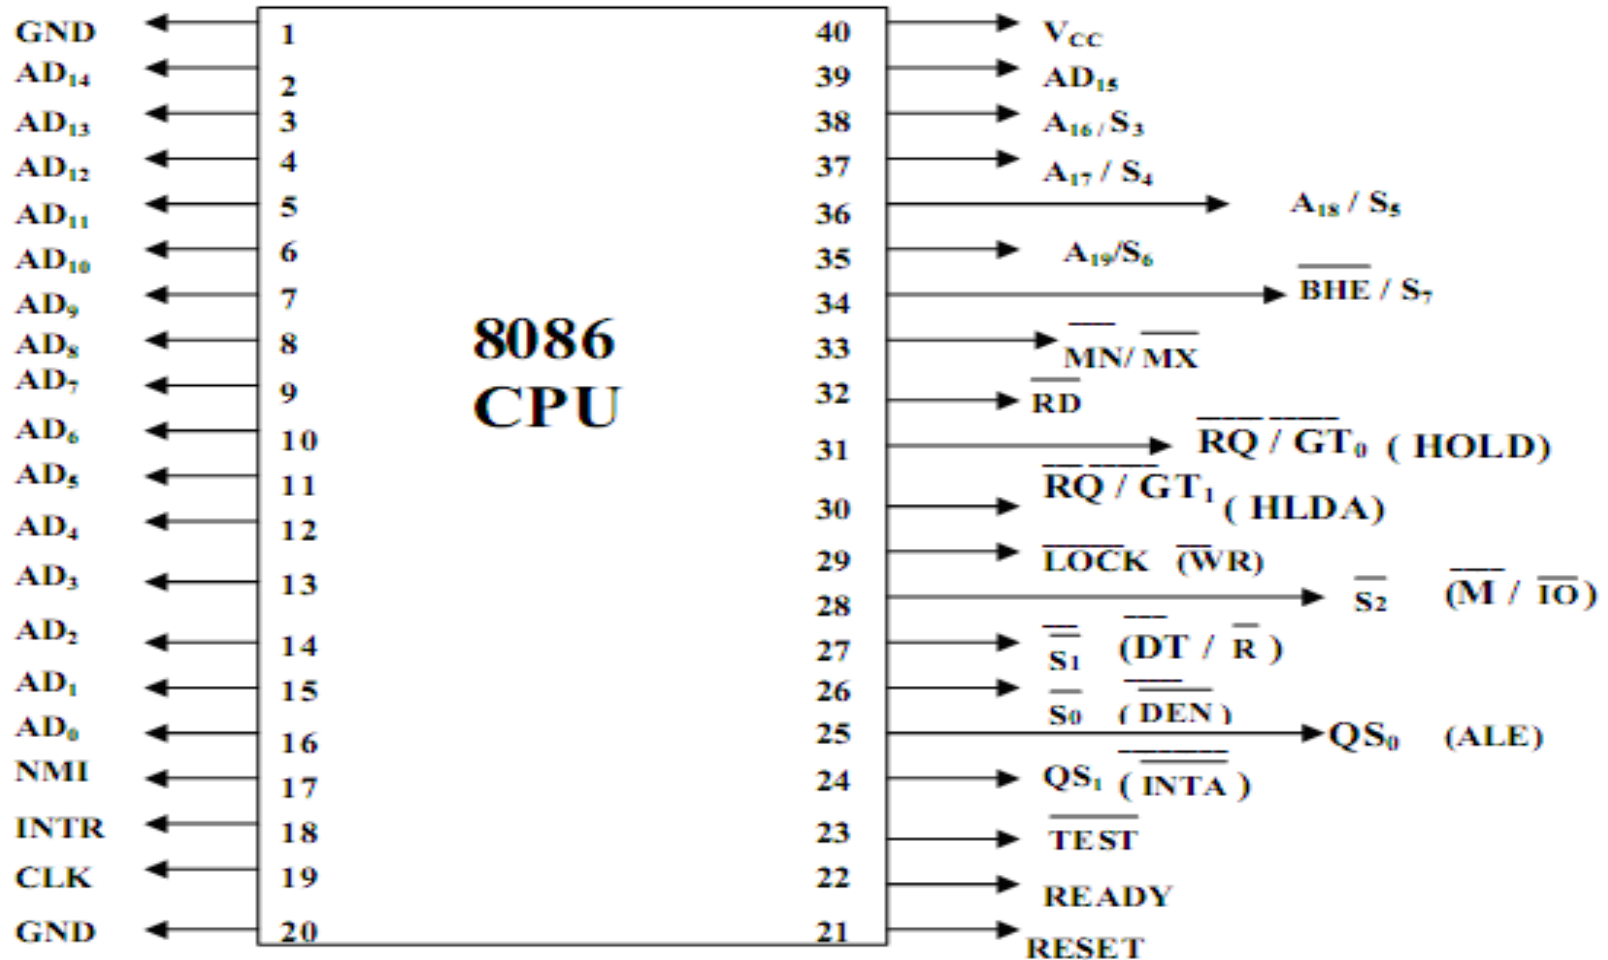 GND 1 40 V̅CC
AD14 2 39 AD15
AD13 3 38 A16 / S3
AD12 4 37 A17 / S4
AD11 5 36 A18 / S5
AD10 6 35 A19/S6
AD9 7 34 BHE / S7
AD8 8 33 MN/ MX
AD7 9 32 RD
AD6 10 31 RQ / GT0 ( HOLD)
AD5 11 30 RQ / GT1 ( HLDA)
AD4 12 29 LOCK (WR)
AD3 13 28 S2 (M / IO)
AD2 14 27 S1 (DT / R )
AD1 15 26 S0 ( DEN )
AD0 16 25 QS0 (ALE)
NMI 17 24 QS1 ( INTA )
INTR 18 23 TEST
CLK 19 22 READY
GND 20 21 RESET
8086
CPU